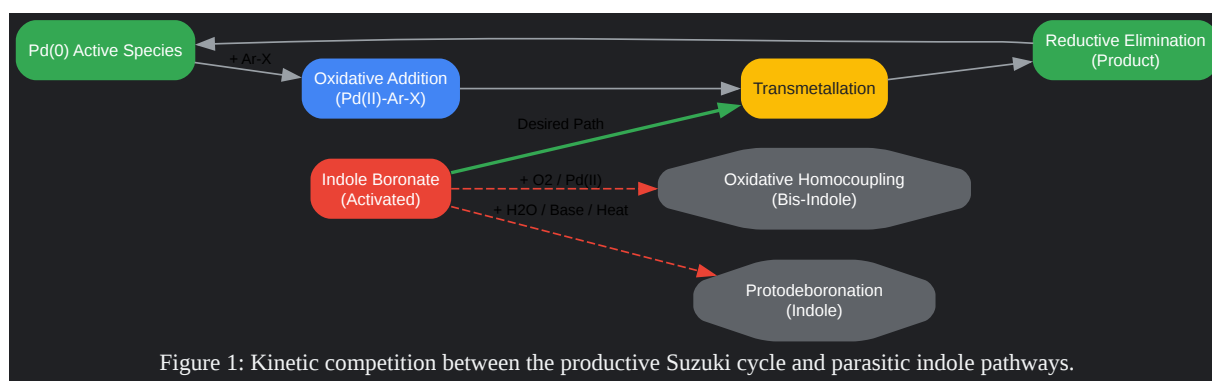 Pd(0) Active Species
+ Ar-X
Oxidative Addition
(Pd(II)-Ar-X)
Transmetallation
Reductive Elimination
(Product)
Desired Path
Indole Boronate
(Activated)
+ O2 / Pd(II)
Oxidative Homocoupling
(Bis-Indole)
+ H2O / Base / Heat
Protodeboronation
(Indole)
Figure 1: Kinetic competition between the productive Suzuki cycle and parasitic indole pathways.